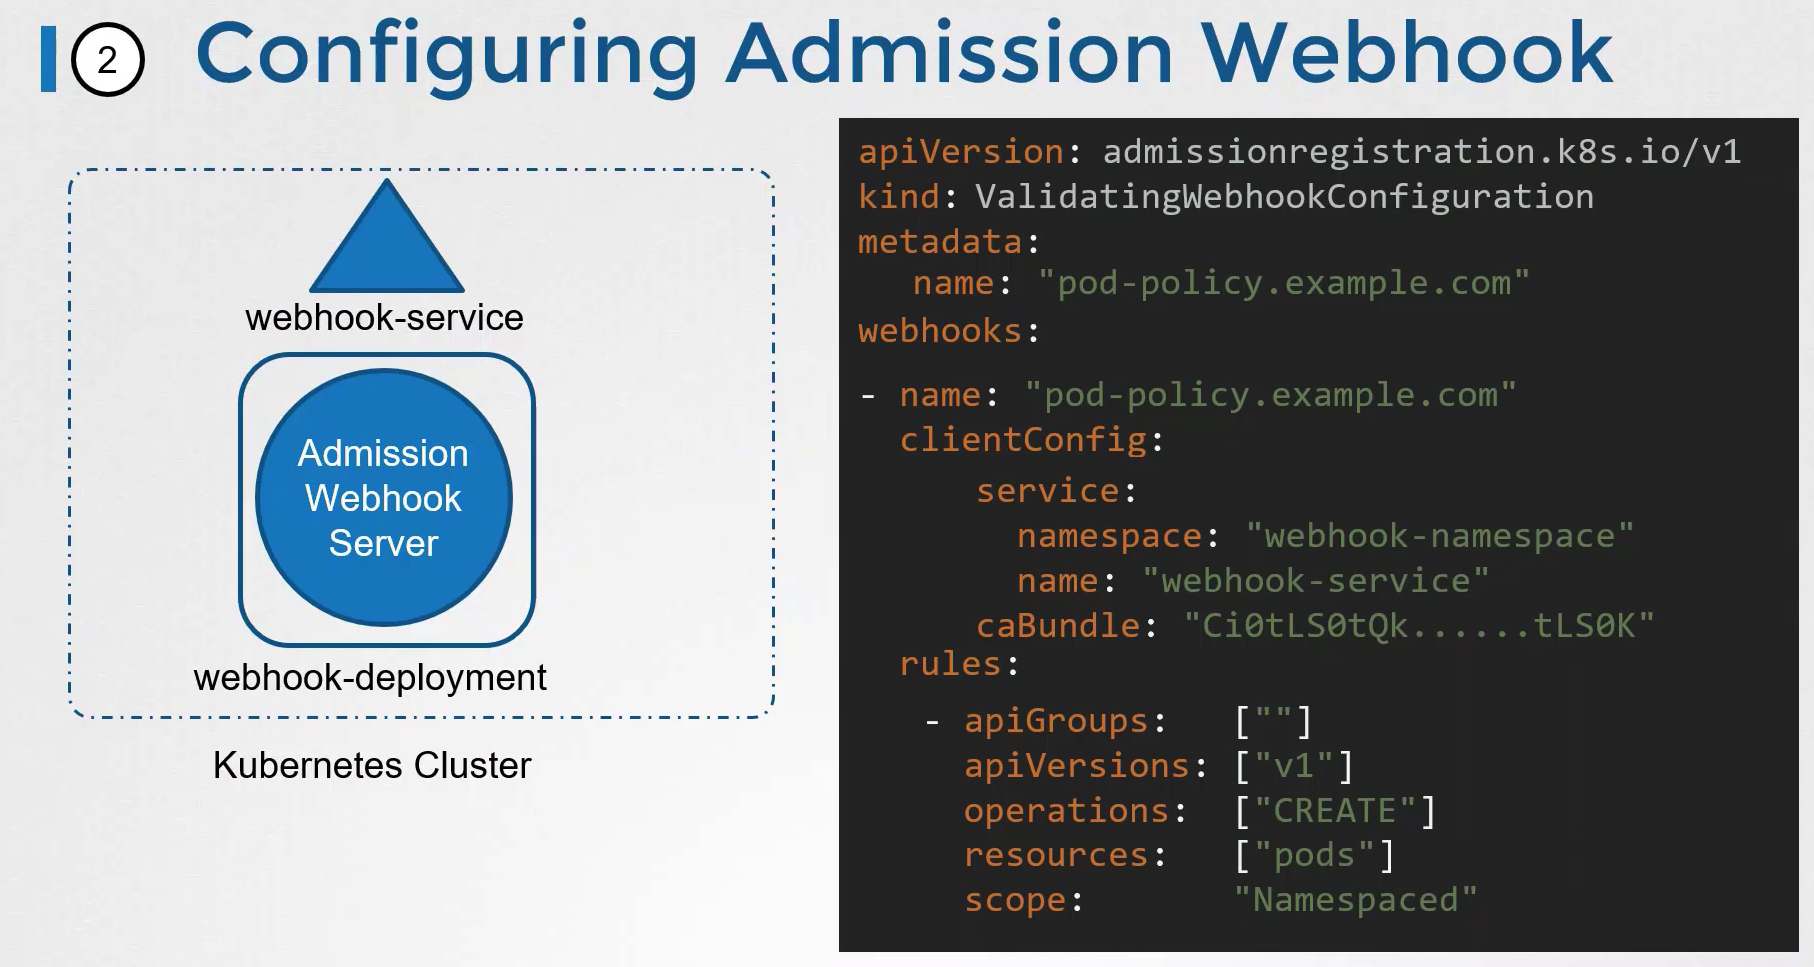 2
Configuring Admission Webhook
webhook-service
Admission
Webhook
Server
webhook-deployment
Kubernetes Cluster
apiVersion: admissionregistration.k8s.io/v1
kind: ValidatingWebhookConfiguration
metadata:
   name: "pod-policy.example.com"
webhooks:
- name: "pod-policy.example.com"
  clientConfig:
      service:
        namespace: "webhook-namespace"
        name: "webhook-service"
      caBundle: "Ci0tLS0tQk......tLS0K"
  rules:
    - apiGroups:   [""]
      apiVersions: ["v1"]
      operations:  ["CREATE"]
      resources:   ["pods"]
      scope:       "Namespaced"